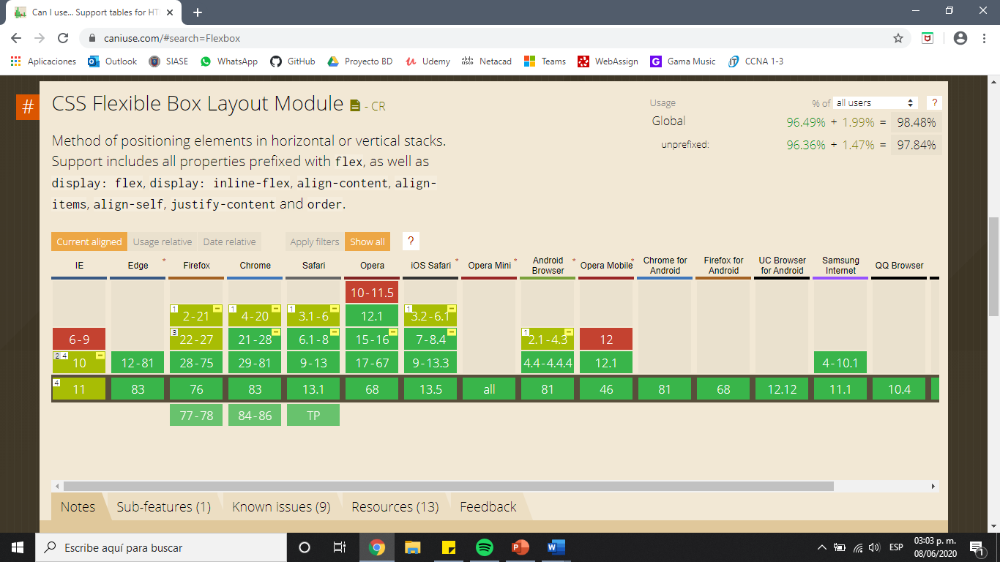 Can I use... Support tables for HT
caniuse.com/#search=Flexbox
Aplicaciones Outlook SIASE WhatsApp GitHub Proyecto BD Udemy Netacad Teams WebAssign Gama Music CCNA 1-3
# CSS Flexible Box Layout Module - CR
Usage % of all users ?
Global 96.49% + 1.99% = 98.48%
unprefixed: 96.36% + 1.47% = 97.84%
Method of positioning elements in horizontal or vertical stacks.
Support includes all properties prefixed with flex, as well as
display: flex, display: inline-flex, align-content, align-
items, align-self, justify-content and order.
Current aligned Usage relative Date relative Apply filters Show all ?
IE Edge * Firefox Chrome Safari Opera iOS Safari * Opera Mini * Android Browser * Opera Mobile * Chrome for Android Firefox for Android UC Browser for Android Samsung Internet QQ Browser
10-11.5
1 2-21 1 4-20 1 3.1-6 12.1 1 3.2-6.1
6-9 3 22-27 21-28 6.1-8 15-16 7-8.4 1 2.1-4.3 12
2 4 10 12-81 28-75 29-81 9-13 17-67 9-13.3 4.4-4.4.4 12.1 4-10.1
4 11 83 76 83 13.1 68 13.5 all 81 46 81 68 12.12 11.1 10.4
77-78 84-86 TP
Notes Sub-features (1) Known issues (9) Resources (13) Feedback
Escribe aquí para buscar
ESP
03:03 p. m.
08/06/2020
1